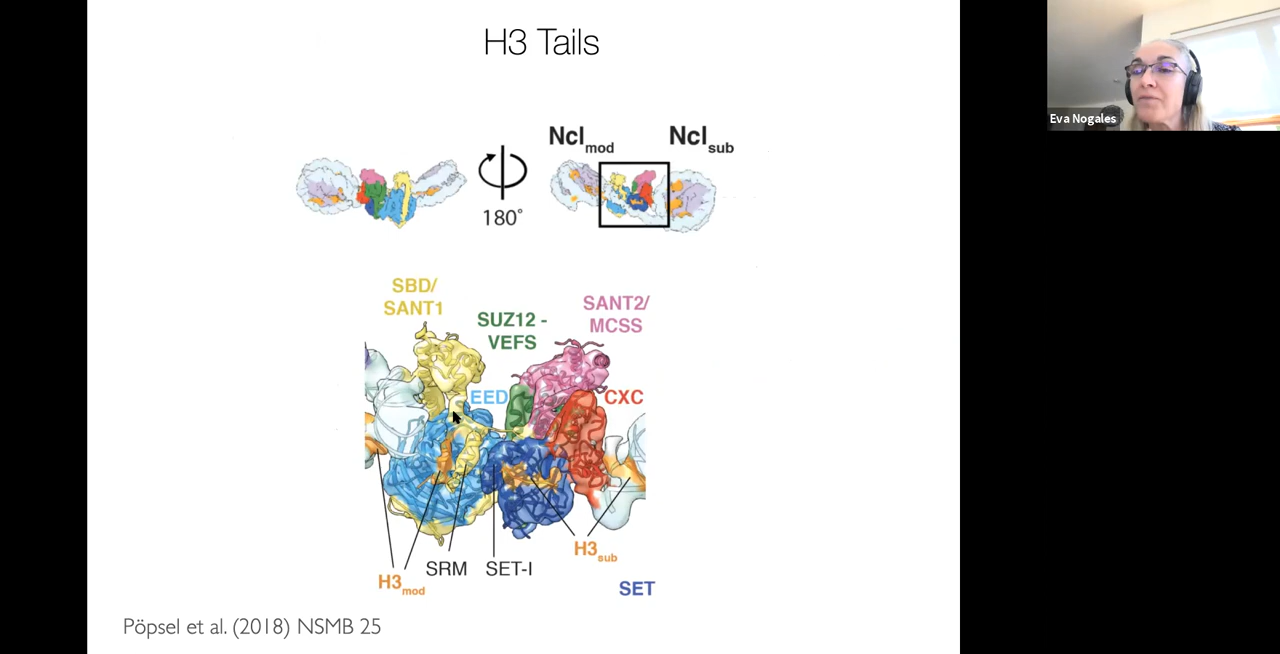 H3 Tails
Eva Nogales
Ncl mod
Ncl sub
180°
SBD/
SANT1
SUZ12 -
VEFS
SANT2/
MCSS
EED
CXC
H3 mod
SRM
SET-I
H3 sub
SET
Pöpsel et al. (2018) NSMB 25